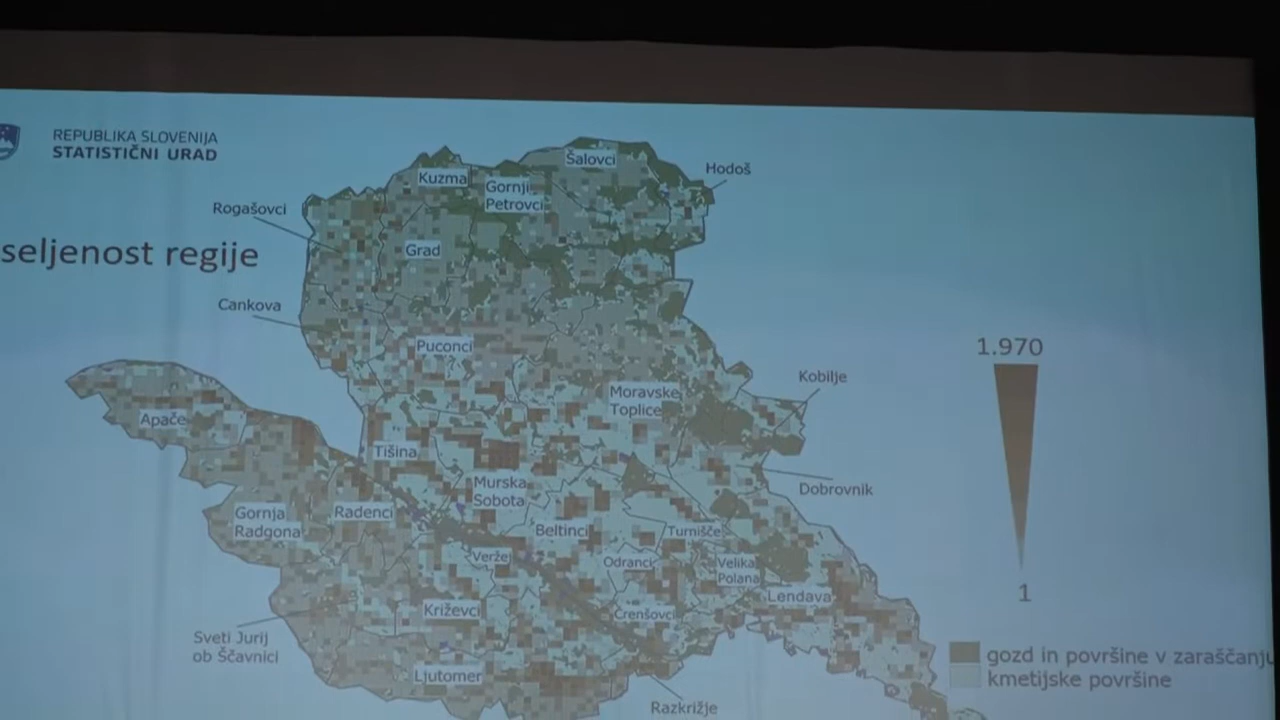 REPUBLIKA SLOVENIJA
STATISTIČNI URAD
seljenost regije
Šalovci
Hodoš
Kuzma
Gornji
Petrovci
Rogašovci
Grad
Cankova
Puconci
1.970
Kobilje
Moravske
Toplice
Apače
Tišina
Murska
Sobota
Dobrovnik
Gornja
Radgona
Radenci
Beltinci
Turnišče
Veržej
Odranci
Velika
Polana
Lendava
1
Križevci
Črenšovci
Sveti Jurij
ob Ščavnici
gozd in površine v zaraščanju
kmetijske površine
Ljutomer
Razkrižje